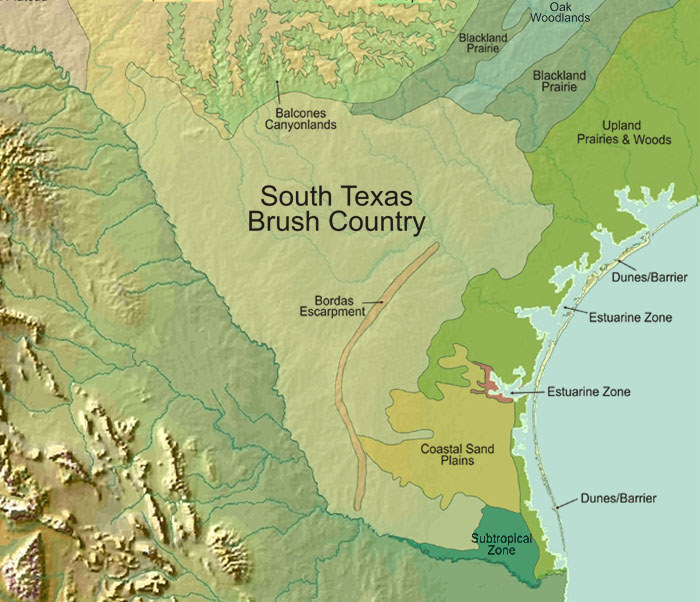 Oak
Woodlands
Blackland
Prairie
Blackland
Prairie
Balcones
Canyonlands
Upland
Prairies & Woods
South Texas
Brush Country
Dunes/Barrier
Bordas
Escarpment
Estuarine Zone
Estuarine Zone
Coastal Sand
Plains
Dunes/Barrier
Subtropical
Zone